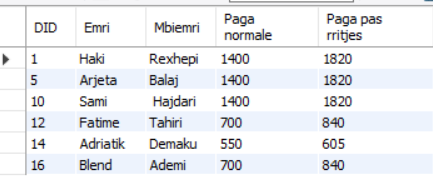 DID Emri Mbiemri Paga normale Paga pas rritjes
1 Haki Rexhepi 1400 1820
5 Arjeta Balaj 1400 1820
10 Sami Hajdari 1400 1820
12 Fatime Tahiri 700 840
14 Adriatik Demaku 550 605
16 Blend Ademi 700 840